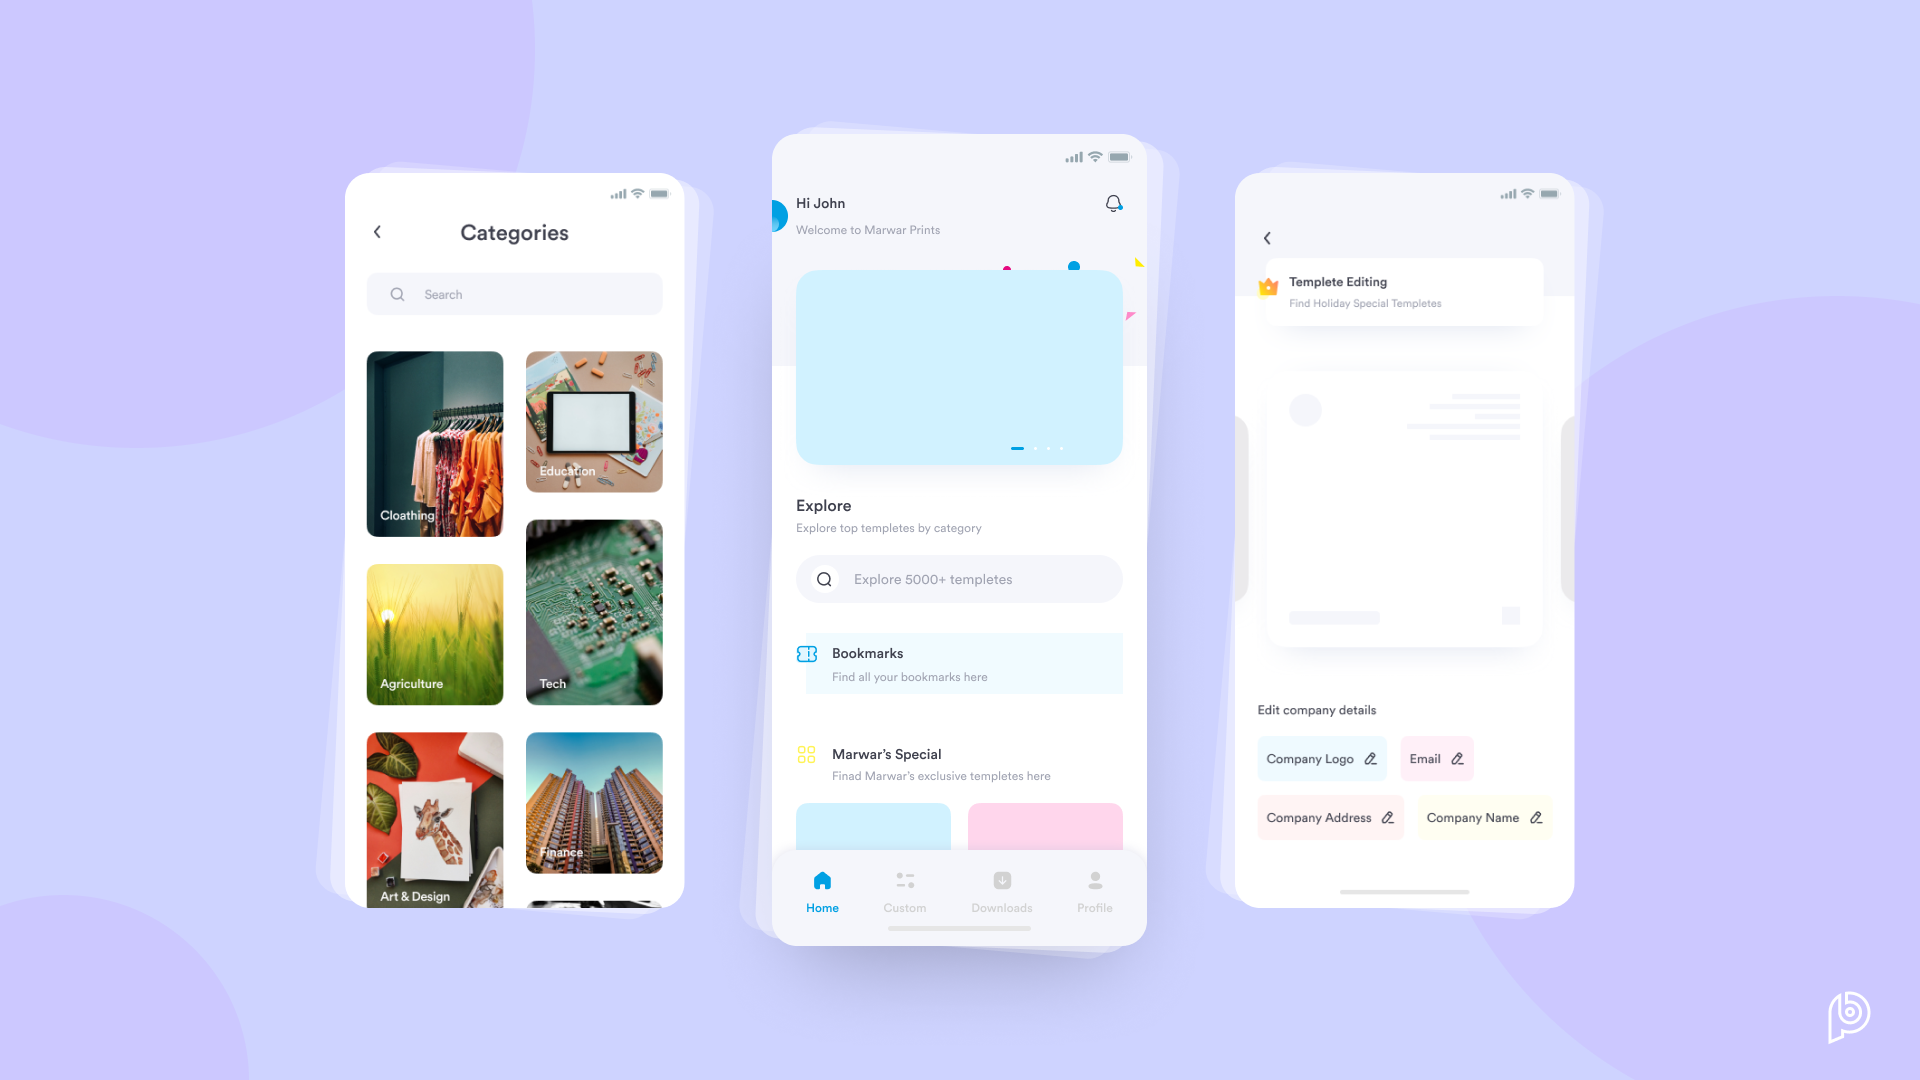 Categories
Search
Cloathing
Education
Agriculture
Tech
Art & Design
Finance
Hi John
Welcome to Marwar Prints
Explore
Explore top templetes by category
Explore 5000+ templetes
Bookmarks
Find all your bookmarks here
Marwar’s Special
Finad Marwar’s exclusive templetes here
Home
Custom
Downloads
Profile
Templete Editing
Find Holiday Special Templetes
Edit company details
Company Logo
Email
Company Address
Company Name